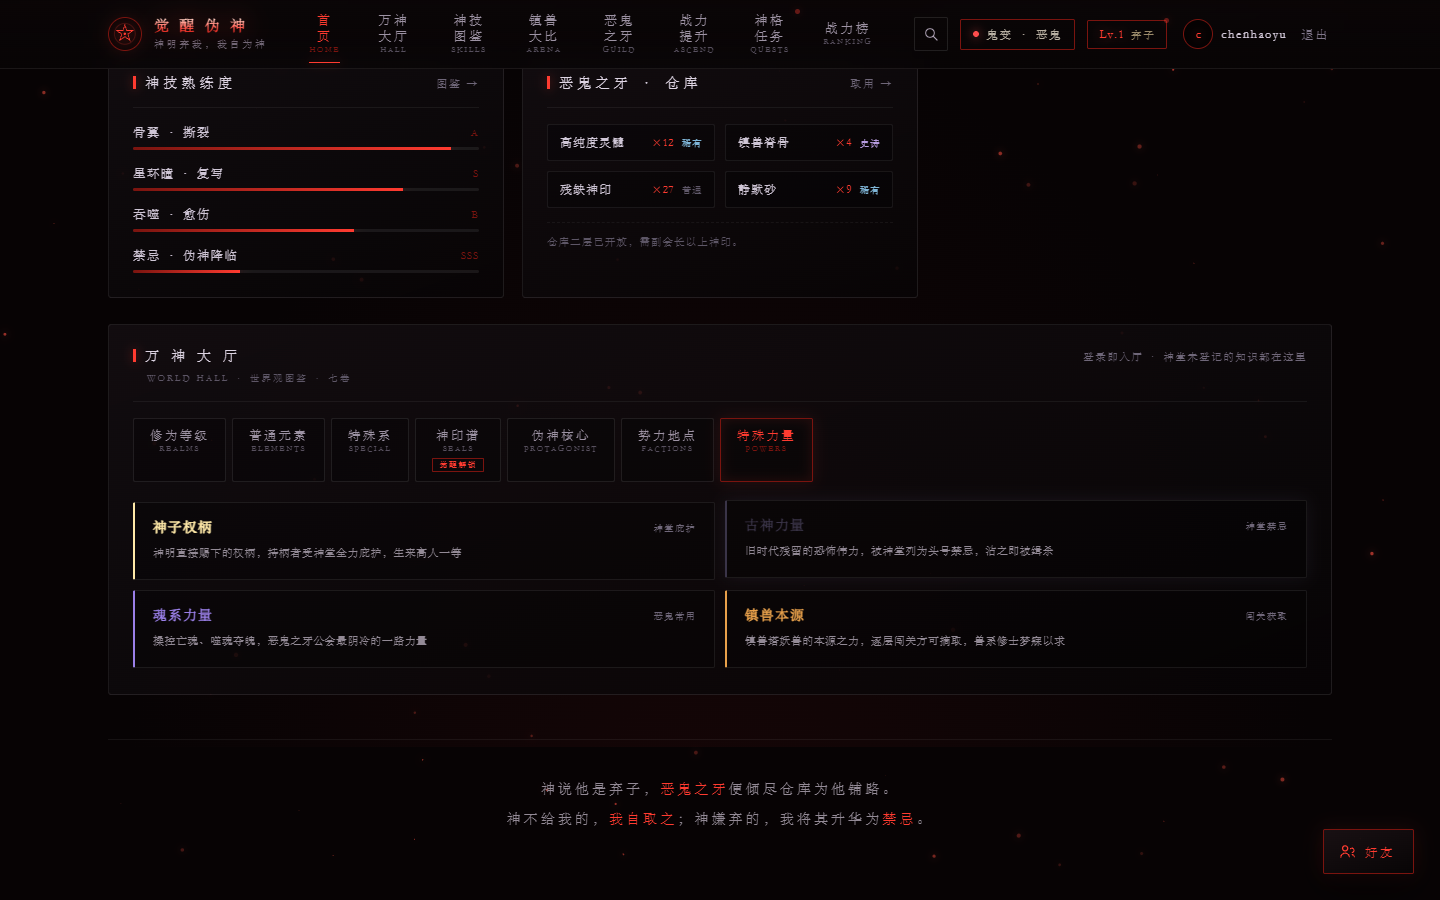 觉醒伪神
神明弃我，我自为神
首页
HOME
万神大厅
HALL
神技图鉴
SKILLS
镇兽大比
ARENA
恶鬼之牙
GUILD
战力提升
ASCEND
神格任务
QUESTS
战力榜
RANKING
鬼变 · 恶鬼
Lv.1 弃子
c
chenhaoyu
退出
神技熟练度
图鉴 →
骨翼 · 撕裂
A
星环瞳 · 复写
S
吞噬 · 愈伤
B
禁忌 · 伪神降临
SSS
恶鬼之牙 · 仓库
取用 →
高纯度灵髓 ×12 稀有
镇兽脊骨 ×4 史诗
残缺神印 ×27 普通
静默砂 ×9 稀有
仓库二层已开放，需副会长以上神印。
万神大厅
WORLD HALL · 世界观图鉴 · 七卷
登录即入厅 · 神堂未登记的知识都在这里
修为等级
REALMS
普通元素
ELEMENTS
特殊系
SPECIAL
神印谱
SEALS
觉醒解锁
伪神核心
PROTAGONIST
势力地点
FACTIONS
特殊力量
POWERS
神子权柄
神堂庇护
神明直接赐下的权柄，持柄者受神堂全力庇护，生来高人一等
古神力量
神堂禁忌
旧时代残留的恐怖伟力，被神堂列为头号禁忌，沾之即被缉杀
魂系力量
恶鬼常用
操控亡魂、噬魂夺魄，恶鬼之牙公会最阴冷的一路力量
镇兽本源
闯关获取
镇兽塔妖兽的本源之力，逐层闯关方可摘取，兽系修士梦寐以求
神说他是弃子，恶鬼之牙便倾尽仓库为他铺路。
神不给我的，我自取之；神嫌弃的，我将其升华为禁忌。
好友